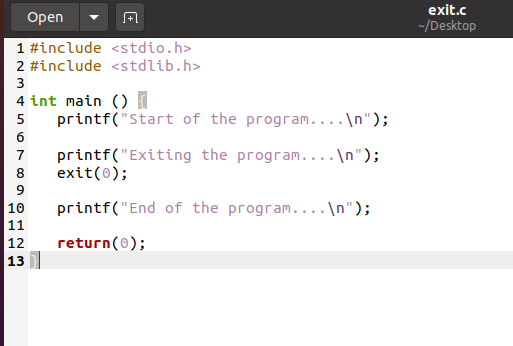 Open
exit.c
~/Desktop
1 #include <stdio.h>
2 #include <stdlib.h>
3
4 int main () {
5    printf("Start of the program....\n");
6
7    printf("Exiting the program....\n");
8    exit(0);
9
10    printf("End of the program....\n");
11
12    return(0);
13 }